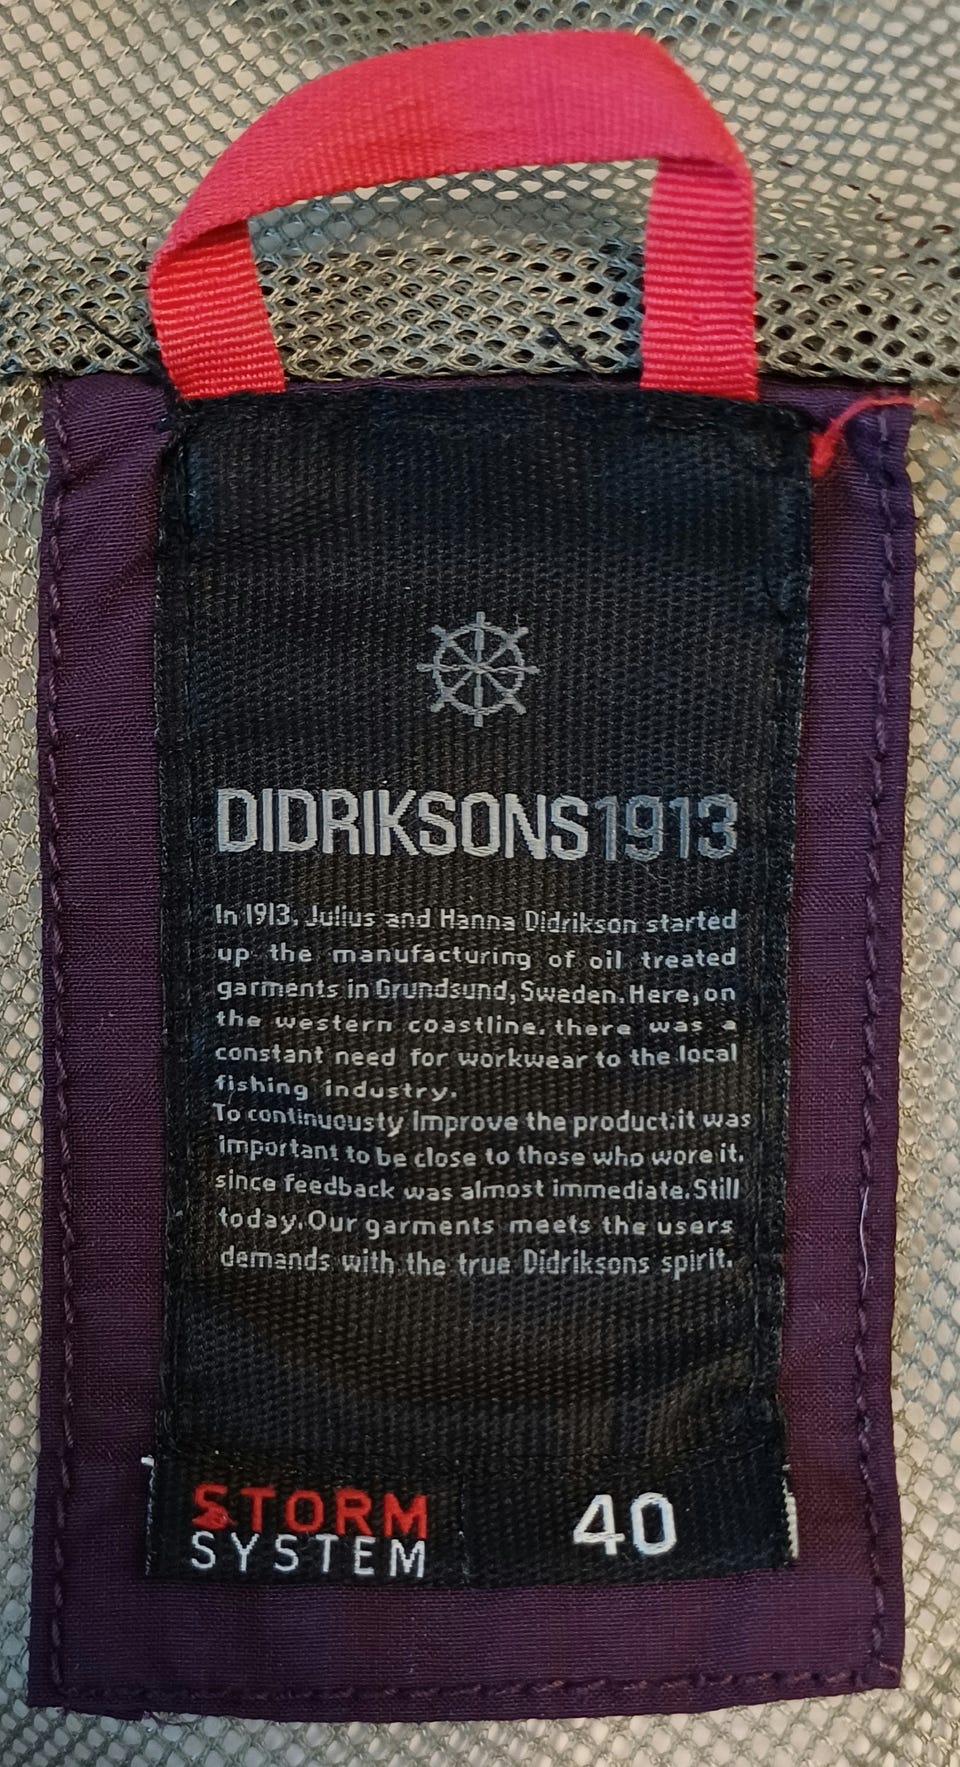 DIDRIKSONS1913
In 1913, Julius and Hanna Didrikson started
up the manufacturing of oil treated
garments in Grundsund, Sweden. Here, on
the western coastline, there was a
constant need for workwear to the local
fishing industry.
To continuously improve the product it was
important to be close to those who wore it,
since feedback was almost immediate. Still
today, Our garments meets the users
demands with the true Didriksons spirit.
STORM
SYSTEM
40